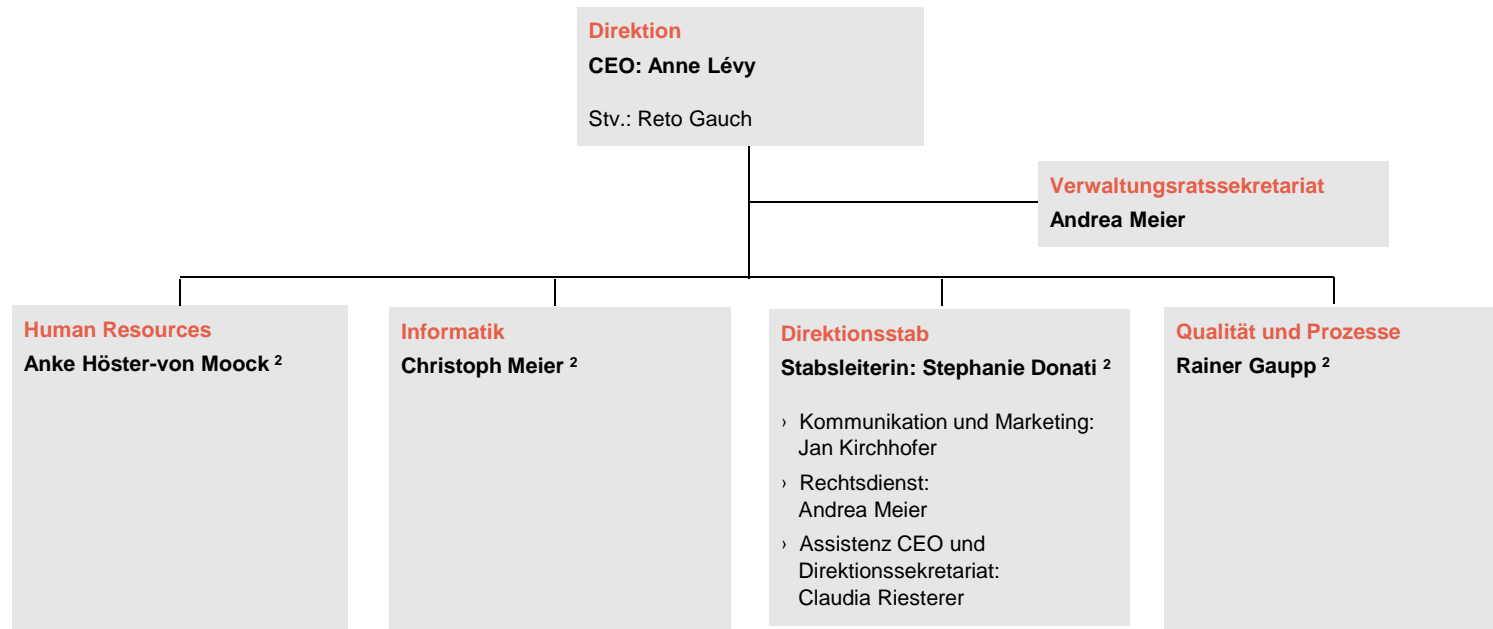 Direktion
CEO: Anne Lévy
Stv.: Reto Gauch
Verwaltungsratssekretariat
Andrea Meier
Human Resources
Anke Höster-von Moock ²
Informatik
Christoph Meier ²
Direktionsstab
Stabsleiterin: Stephanie Donati ²
› Kommunikation und Marketing:
Jan Kirchhofer
› Rechtsdienst:
Andrea Meier
› Assistenz CEO und
Direktionssekretariat:
Claudia Riesterer
Qualität und Prozesse
Rainer Gaupp ²